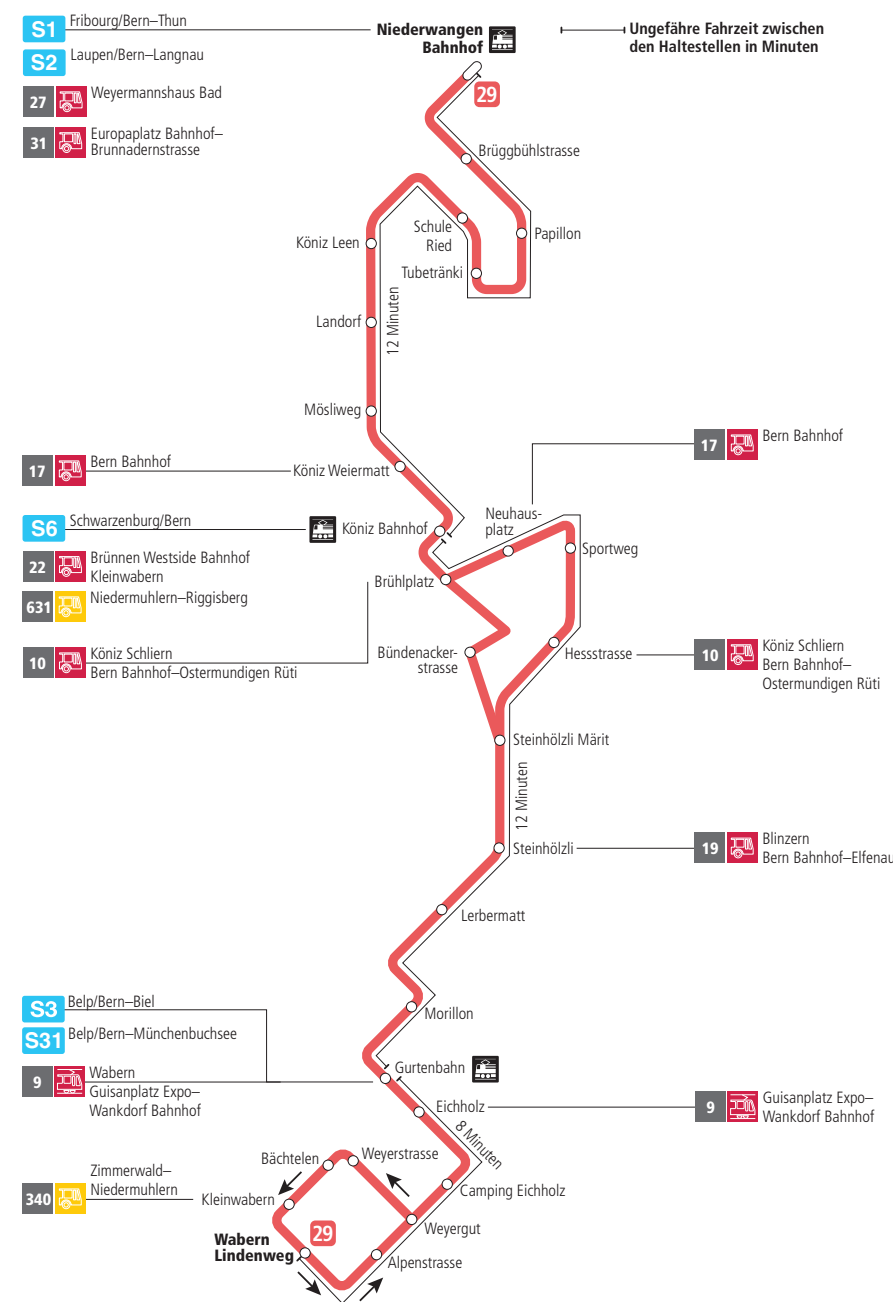 S1 Fribourg/Bern–Thun
S2 Laupen/Bern–Langnau
27 Weyermannshaus Bad
31 Europaplatz Bahnhof–
Brunnadernstrasse
Niederwangen
Bahnhof
Ungefähre Fahrzeit zwischen
den Haltestellen in Minuten
29
Brüggbühlstrasse
Papillon
Schule
Ried
Tubetränki
Köniz Leen
Landorf
12 Minuten
Mösliweg
17 Bern Bahnhof
Köniz Weiermatt
17 Bern Bahnhof
S6 Schwarzenburg/Bern
Köniz Bahnhof
22 Brünnen Westside Bahnhof
Kleinwabern
631 Niedermuhlern–Riggisberg
10 Köniz Schliern
Bern Bahnhof–Ostermundigen Rüti
Neuhaus-
platz
Sportweg
Brühlplatz
Bündenacker-
strasse
Hessstrasse
10 Köniz Schliern
Bern Bahnhof–
Ostermundigen Rüti
Steinhölzli Märit
12 Minuten
Steinhölzli
19 Blinzern
Bern Bahnhof–Elfenau
Lerbermatt
Morillon
S3 Belp/Bern–Biel
S31 Belp/Bern–Münchenbuchsee
9 Wabern
Guisanplatz Expo–
Wankdorf Bahnhof
Gurtenbahn
Eichholz
9 Guisanplatz Expo–
Wankdorf Bahnhof
8 Minuten
Bächtelen
Weyerstrasse
340 Zimmerwald–
Niedermuhlern
Kleinwabern
Camping Eichholz
Weyergut
Wabern
Lindenweg
29
Alpenstrasse